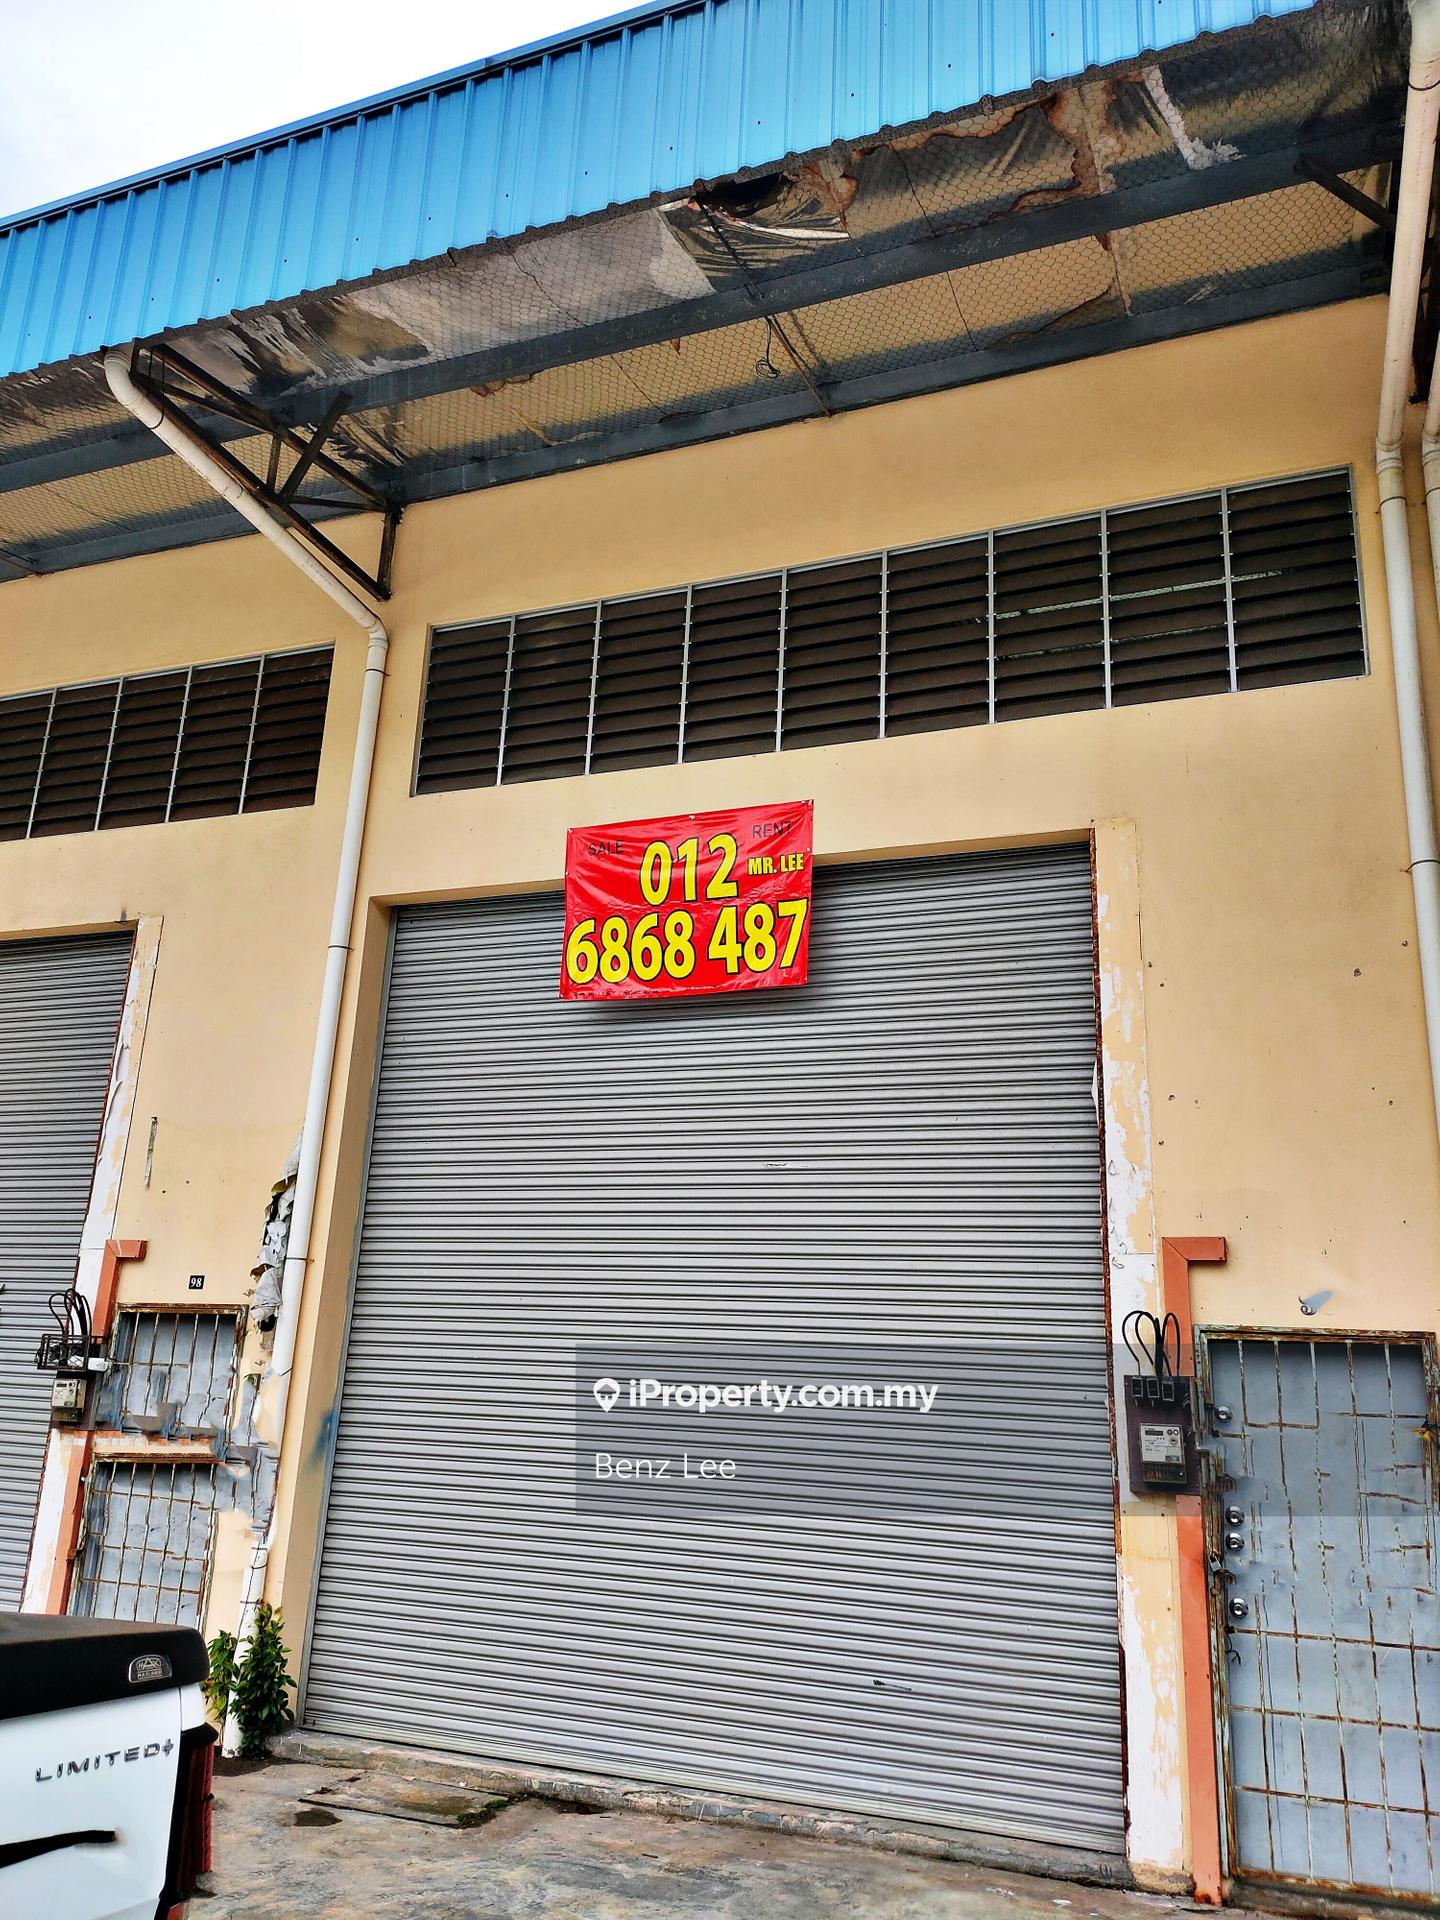 SALE
RENT
012
MR. LEE
6868 487
98
iProperty.com.my
Benz Lee
LIMITED+